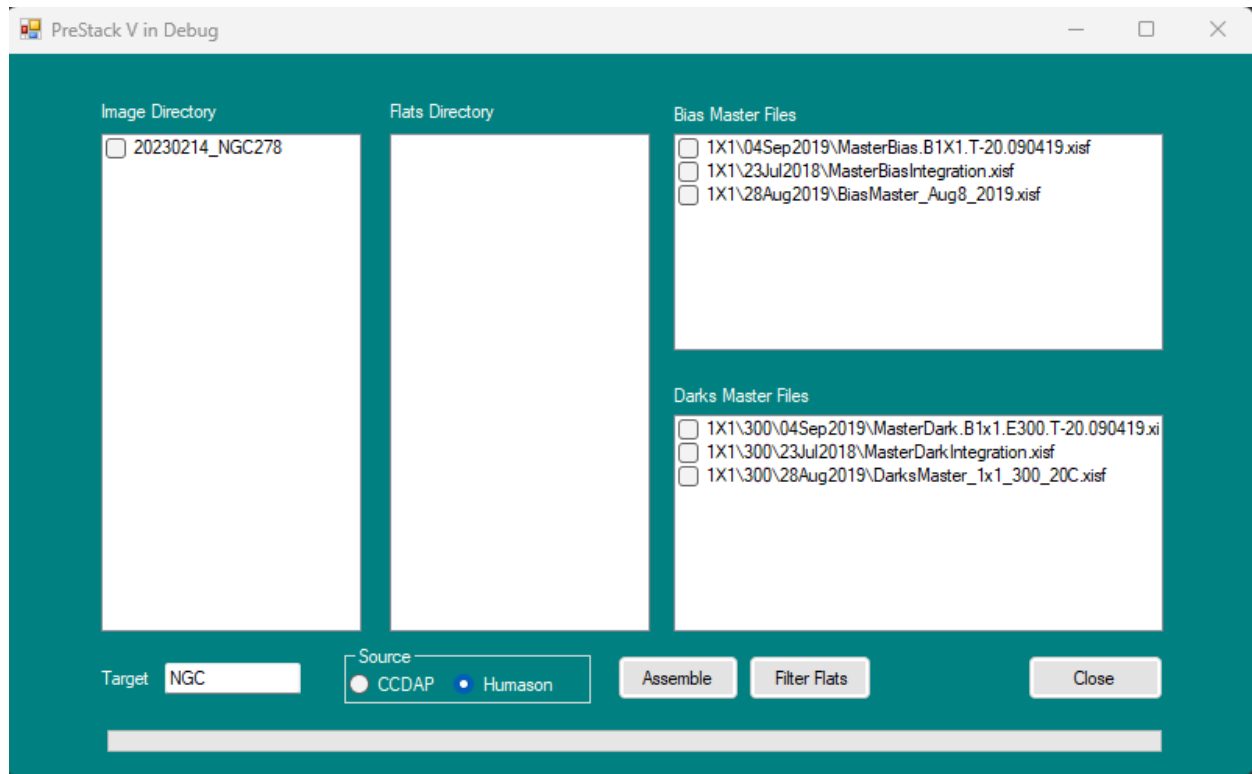 PreStack V in Debug
Image Directory
20230214_NGC278
Flats Directory
Bias Master Files
1X1\04Sep2019\MasterBias.B1X1.T-20.090419.xisf
1X1\23Jul2018\MasterBiasIntegration.xisf
1X1\28Aug2019\BiasMaster_Aug8_2019.xisf
Darks Master Files
1X1\300\04Sep2019\MasterDark.B1x1.E300.T-20.090419.xi
1X1\300\23Jul2018\MasterDarkIntegration.xisf
1X1\300\28Aug2019\DarksMaster_1x1_300_20C.xisf
Target NGC
Source
CCDAP Humason
Assemble
Filter Flats
Close